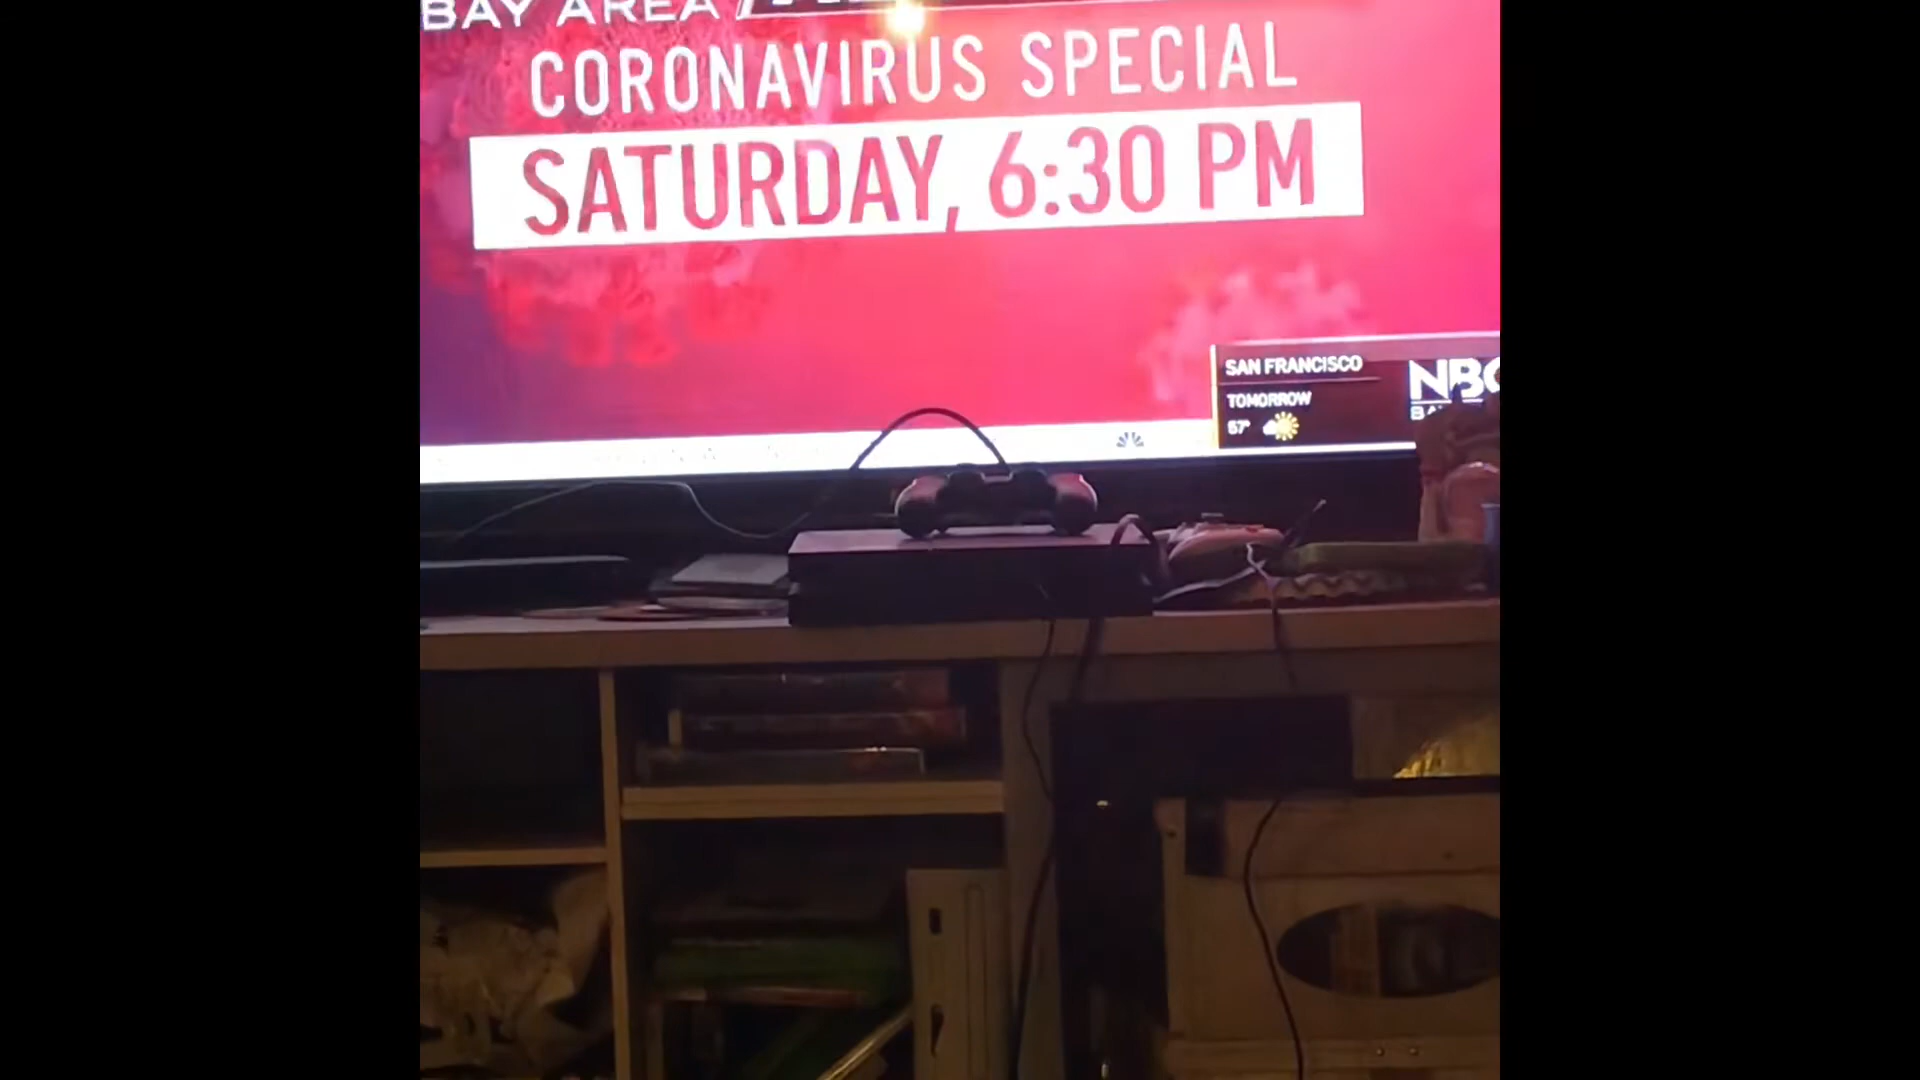 BAY AREA
CORONAVIRUS SPECIAL
SATURDAY, 6:30 PM
SAN FRANCISCO
TOMORROW
57°
NBC